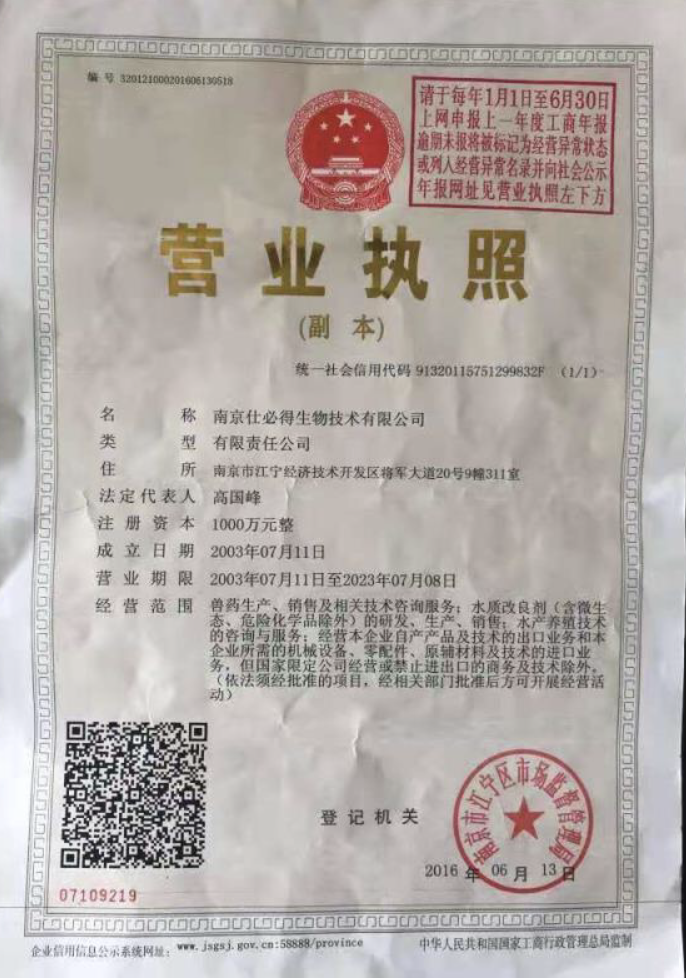 编 号 320121000201606130518
请于每年1月1日至6月30日
上网申报上一年度工商年报
逾期未报将被标记为经营异常状态
或列入经营异常名录并向社会公示
年报网址见营业执照左下方
营业执照
(副 本)
统一社会信用代码 91320115751299832F (1/1)
名 称 南京仕必得生物技术有限公司
类 型 有限责任公司
住 所 南京市江宁经济技术开发区将军大道20号9幢311室
法定代表人 高国峰
注 册 资 本 1000万元整
成 立 日 期 2003年07月11日
营 业 期 限 2003年07月11日至2023年07月08日
经 营 范 围 兽药生产、销售及相关技术咨询服务；水质改良剂（含微生
态、危险化学品除外）的研发、生产、销售；水产养殖技术
的咨询与服务；经营本企业自产产品及技术的出口业务和本
企业所需的机械设备、零配件、原辅材料及技术的进口业
务，但国家限定公司经营或禁止进出口的商务及技术除外。
（依法须经批准的项目，经相关部门批准后方可开展经营活
动）
登 记 机 关
南京市江宁区市场监督管理局
2016 年 06 月 13 日
07109219
企业信用信息公示系统网址：www.jsgsj.gov.cn:58888/province
中华人民共和国国家工商行政管理总局监制